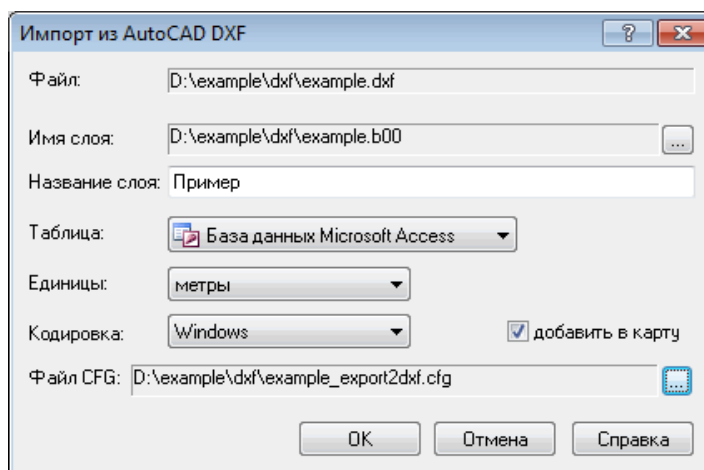 Импорт из AutoCAD DXF
Файл: D:\example\dxf\example.dxf
Имя слоя: D:\example\dxf\example.b00 ...
Название слоя: Пример
Таблица: База данных Microsoft Access
Единицы: метры
Кодировка: Windows добавить в карту
Файл CFG: D:\example\dxf\example_export2dxf.cfg ...
OK Отмена Справка